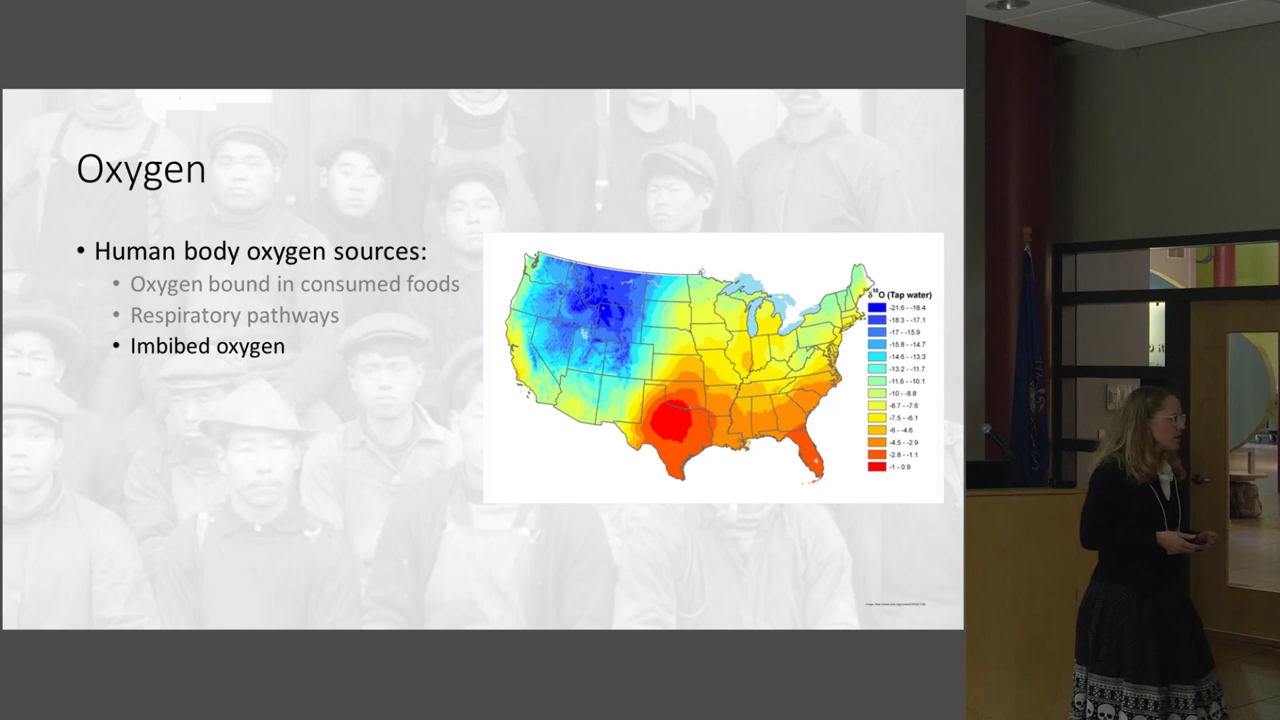 Oxygen
• Human body oxygen sources:
• Oxygen bound in consumed foods
• Respiratory pathways
• Imbibed oxygen
δ18O (Tap water)
-21.6 - -18.4
-18.3 - -17.1
-17 - -15.9
-15.8 - -14.7
-14.6 - -13.3
-13.2 - -11.7
-11.6 - -10.1
-10 - -8.8
-8.7 - -7.6
-7.5 - -6.1
-6 - -4.6
-4.5 - -2.9
-2.8 - -1.1
-1 - 0.9